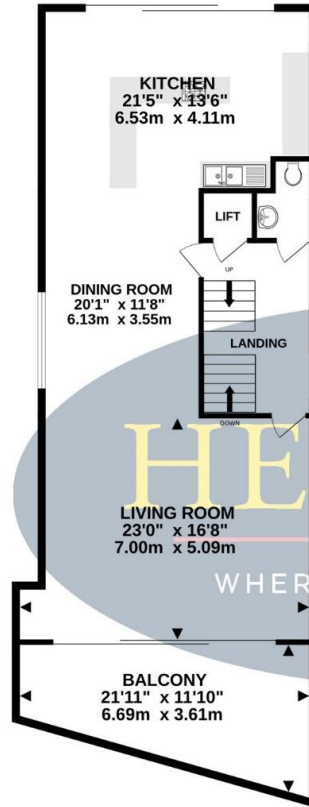 KITCHEN
21'5" x 13'6"
6.53m x 4.11m
LIFT
UP
DINING ROOM
20'1" x 11'8"
6.13m x 3.55m
LANDING
DOWN
HE
LIVING ROOM
23'0" x 16'8"
7.00m x 5.09m
WHER
BALCONY
21'11" x 11'10"
6.69m x 3.61m